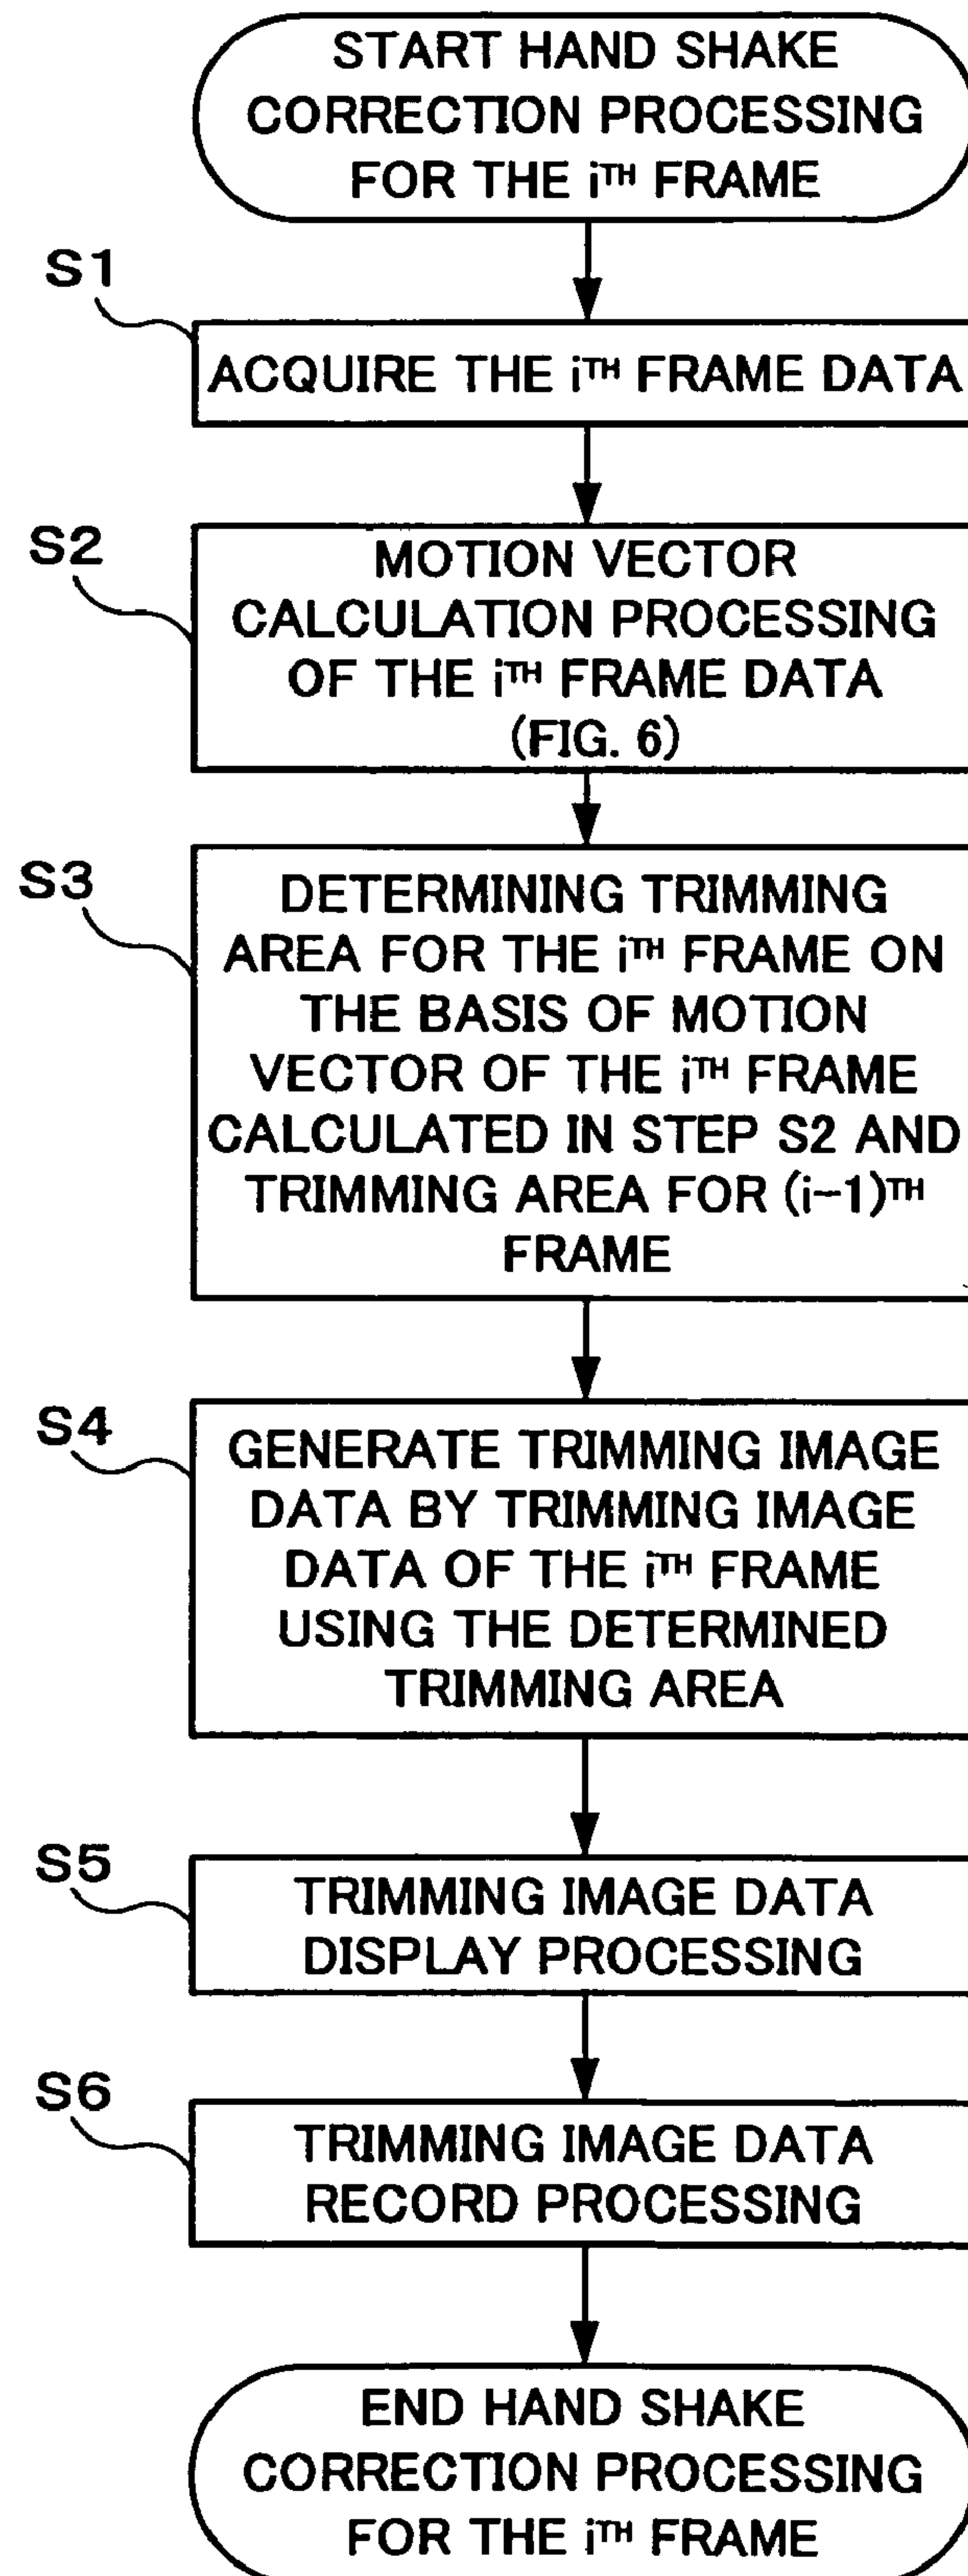 START HAND SHAKE
CORRECTION PROCESSING
FOR THE iTH FRAME
S1
ACQUIRE THE iTH FRAME DATA
S2
MOTION VECTOR
CALCULATION PROCESSING
OF THE iTH FRAME DATA
(FIG. 6)
S3
DETERMINING TRIMMING
AREA FOR THE iTH FRAME ON
THE BASIS OF MOTION
VECTOR OF THE iTH FRAME
CALCULATED IN STEP S2 AND
TRIMMING AREA FOR (i-1)TH
FRAME
S4
GENERATE TRIMMING IMAGE
DATA BY TRIMMING IMAGE
DATA OF THE iTH FRAME
USING THE DETERMINED
TRIMMING AREA
S5
TRIMMING IMAGE DATA
DISPLAY PROCESSING
S6
TRIMMING IMAGE DATA
RECORD PROCESSING
END HAND SHAKE
CORRECTION PROCESSING
FOR THE iTH FRAME